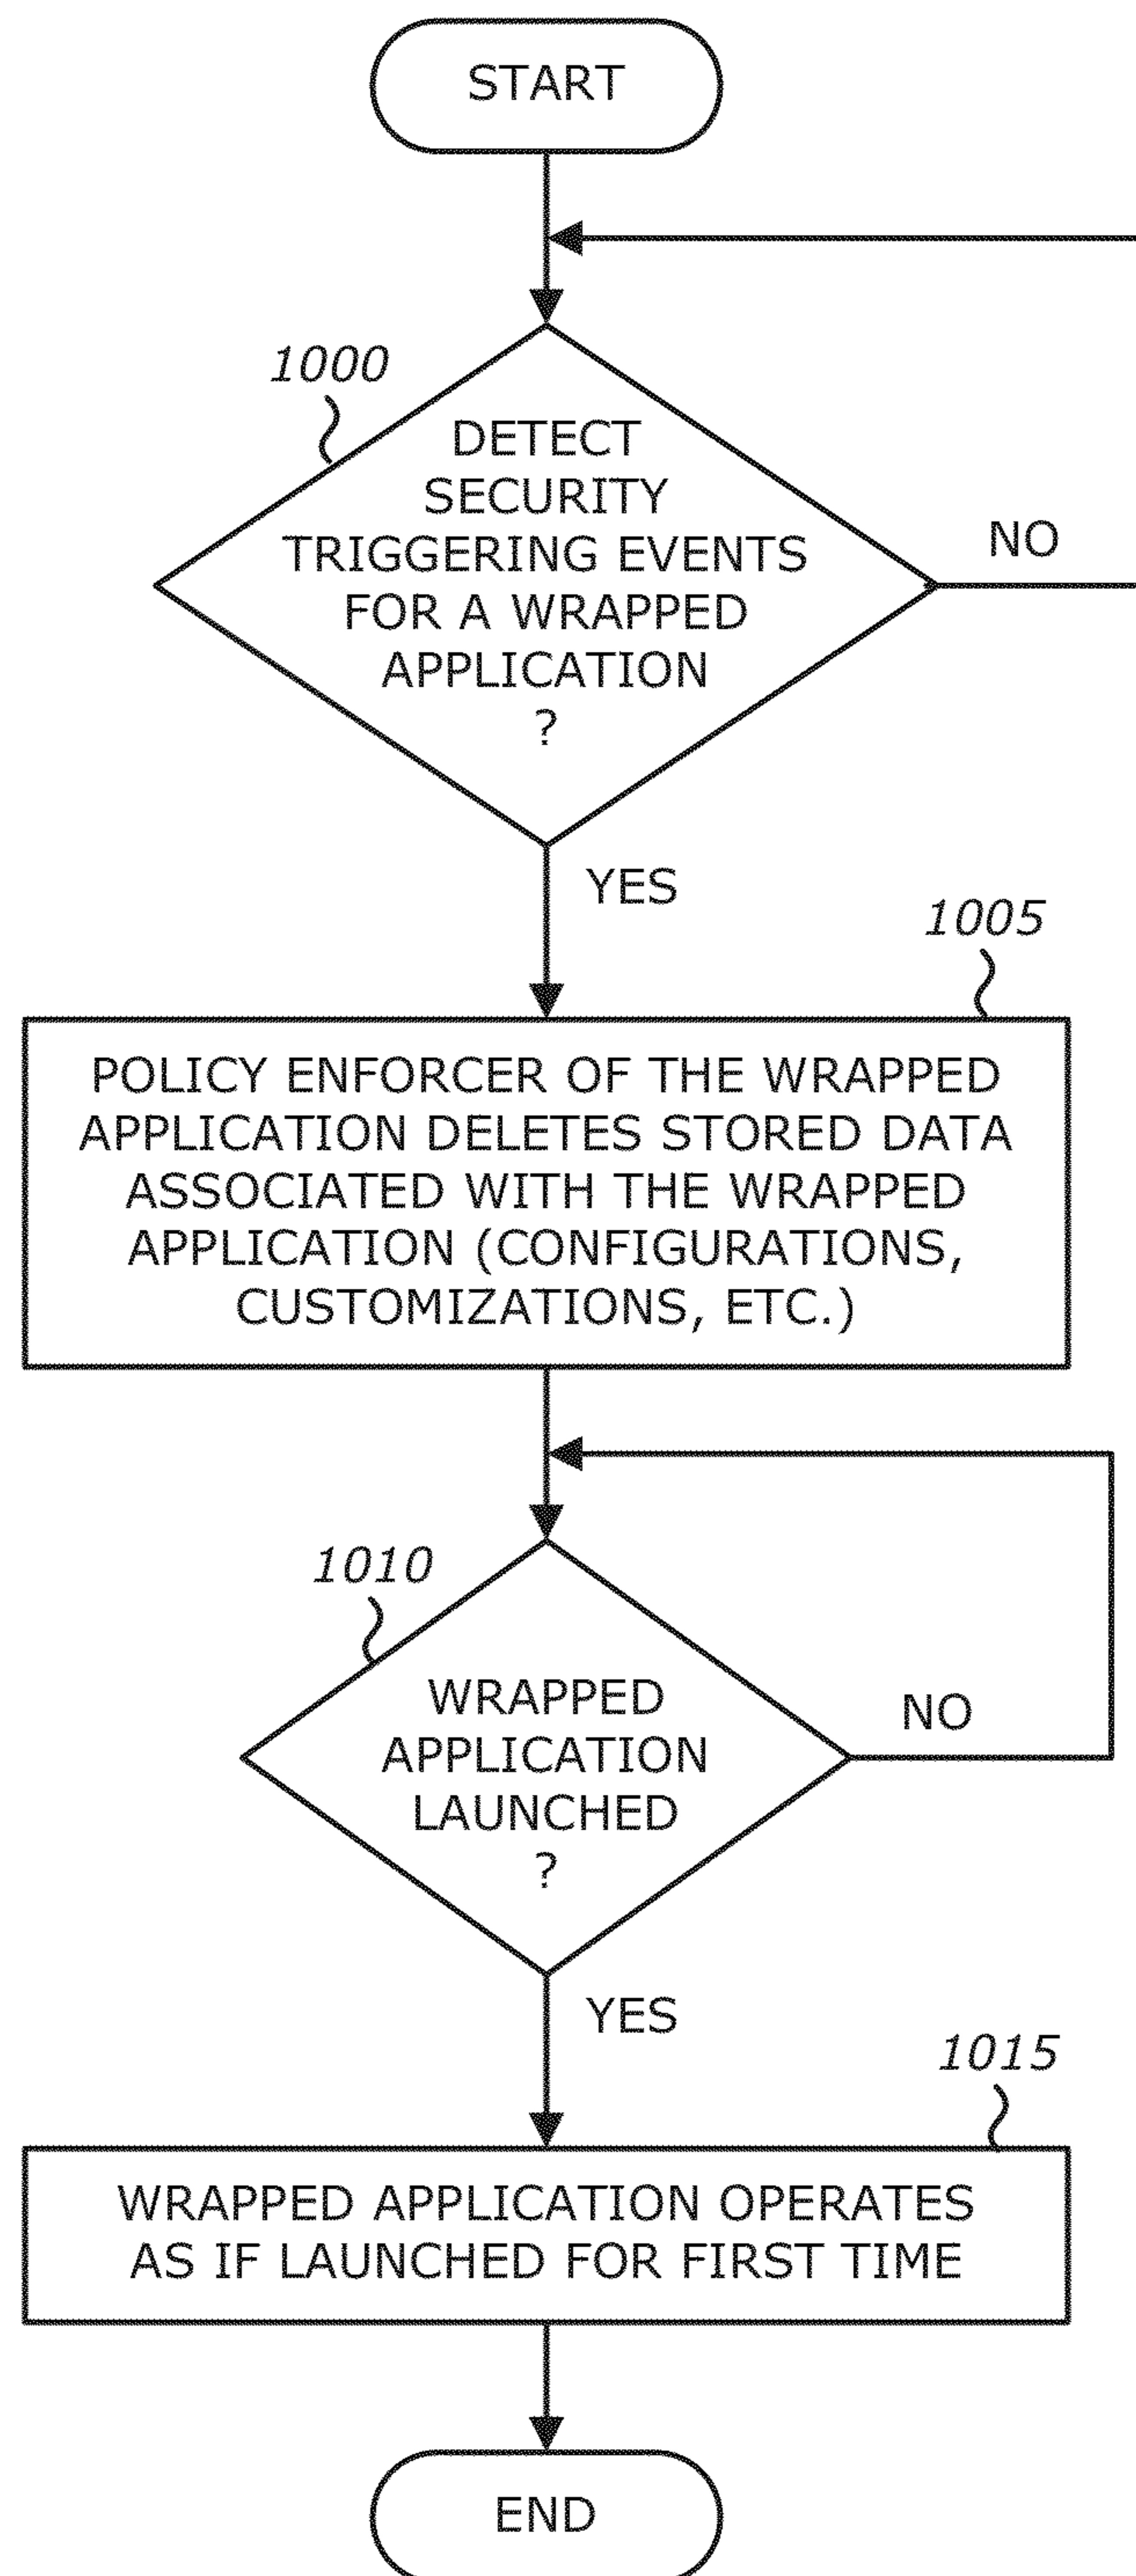 START
1000
DETECT
SECURITY
TRIGGERING EVENTS
FOR A WRAPPED
APPLICATION
?
NO
YES
1005
POLICY ENFORCER OF THE WRAPPED
APPLICATION DELETES STORED DATA
ASSOCIATED WITH THE WRAPPED
APPLICATION (CONFIGURATIONS,
CUSTOMIZATIONS, ETC.)
1010
WRAPPED
APPLICATION
LAUNCHED
?
NO
YES
1015
WRAPPED APPLICATION OPERATES
AS IF LAUNCHED FOR FIRST TIME
END